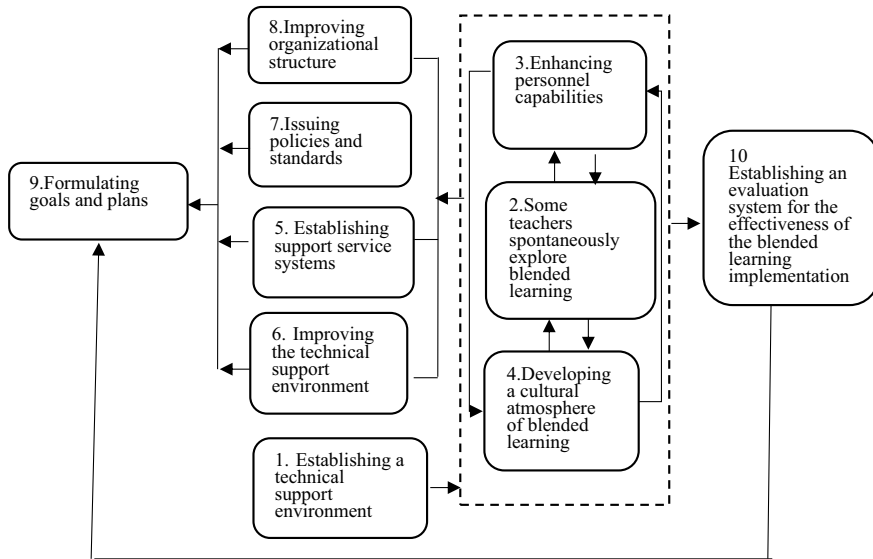 8.Improving
organizational
structure
7.Issuing
policies and
standards
9.Formulating
goals and plans
5. Establishing
support service
systems
6. Improving
the technical
support
environment
1. Establishing a
technical
support
environment
3.Enhancing
personnel
capabilities
2.Some
teachers
spontaneously
explore
blended
learning
4.Developing
a cultural
atmosphere
of blended
learning
10
Establishing an
evaluation
system for the
effectiveness of
the blended
learning
implementation